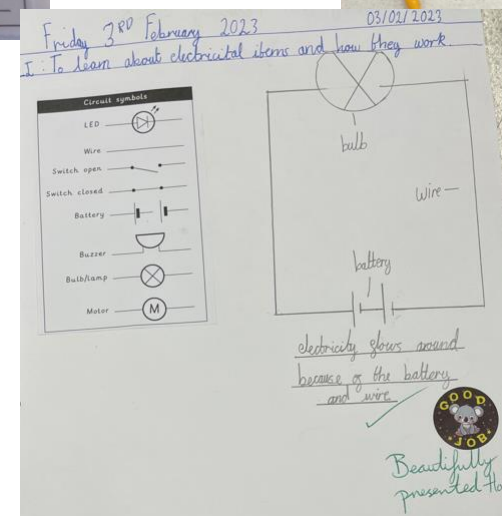 03/02/2023
Friday 3RD February 2023
I: To learn about electricital items and how they work.
Circuit symbols
LED
Wire
Switch open
Switch closed
Battery
Buzzer
Bulb/lamp
Motor
M
bulb
Wire
battery
electricity flows around
because of the battery
and wire
GOOD
JOB
Beautifully
presented